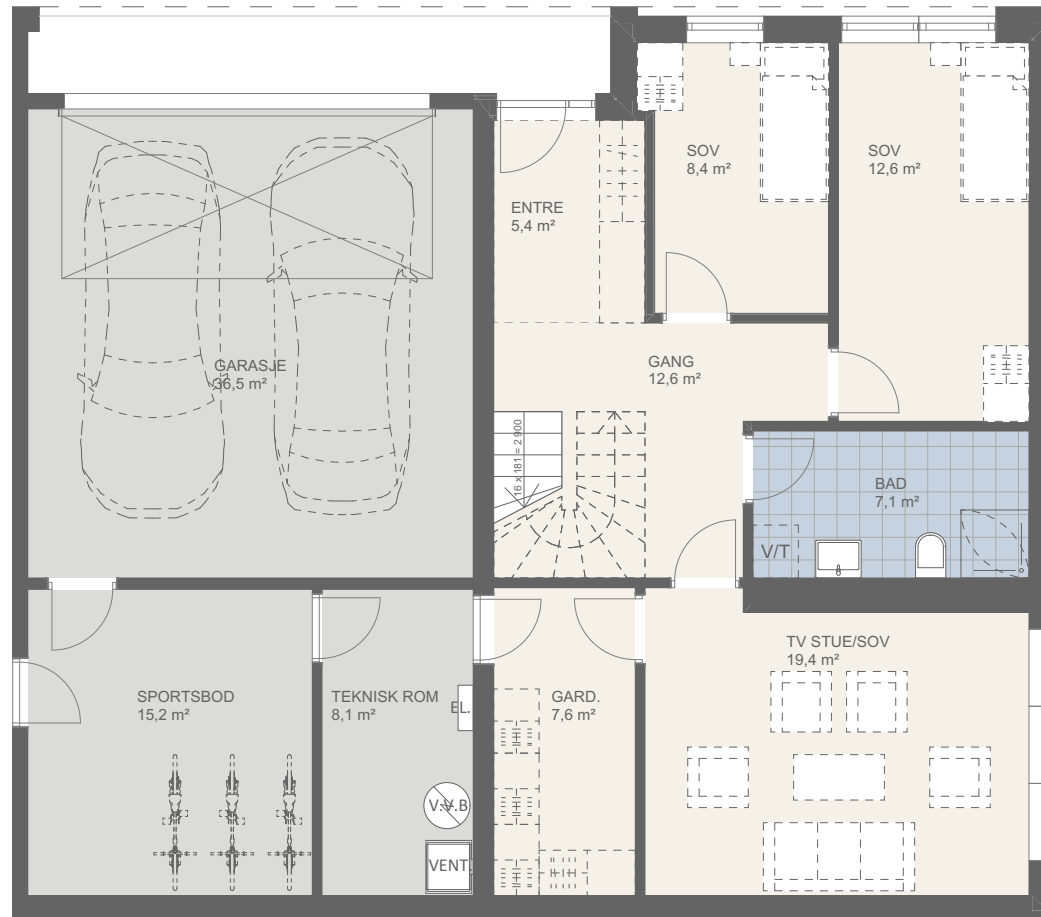 SOV
8,4 m²
SOV
12,6 m²
ENTRE
5,4 m²
GARASJE
36,5 m²
GANG
12,6 m²
16 x 181 = 2 900
BAD
7,1 m²
V/T
TV STUE/SOV
19,4 m²
SPORTSBOD
15,2 m²
TEKNISK ROM
8,1 m²
EL.
GARD.
7,6 m²
V.V.B
VENT.